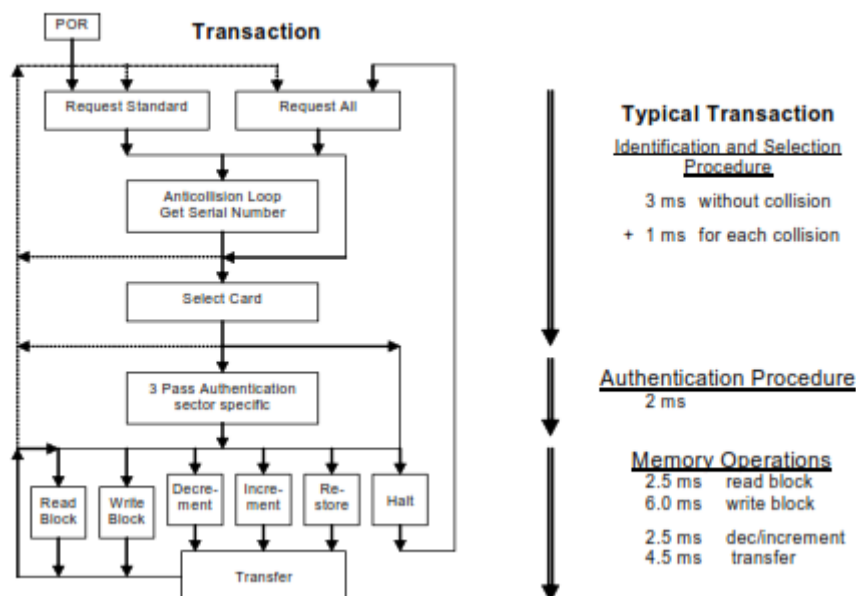 POR
Transaction
Request Standard
Request All
Anticollision Loop
Get Serial Number
Select Card
3 Pass Authentication
sector specific
Read
Block
Write
Block
Decre-
ment
Incre-
ment
Re-
store
Halt
Transfer
Typical Transaction
Identification and Selection
Procedure
3 ms without collision
+ 1 ms for each collision
Authentication Procedure
2 ms
Memory Operations
2.5 ms read block
6.0 ms write block
2.5 ms dec/increment
4.5 ms transfer